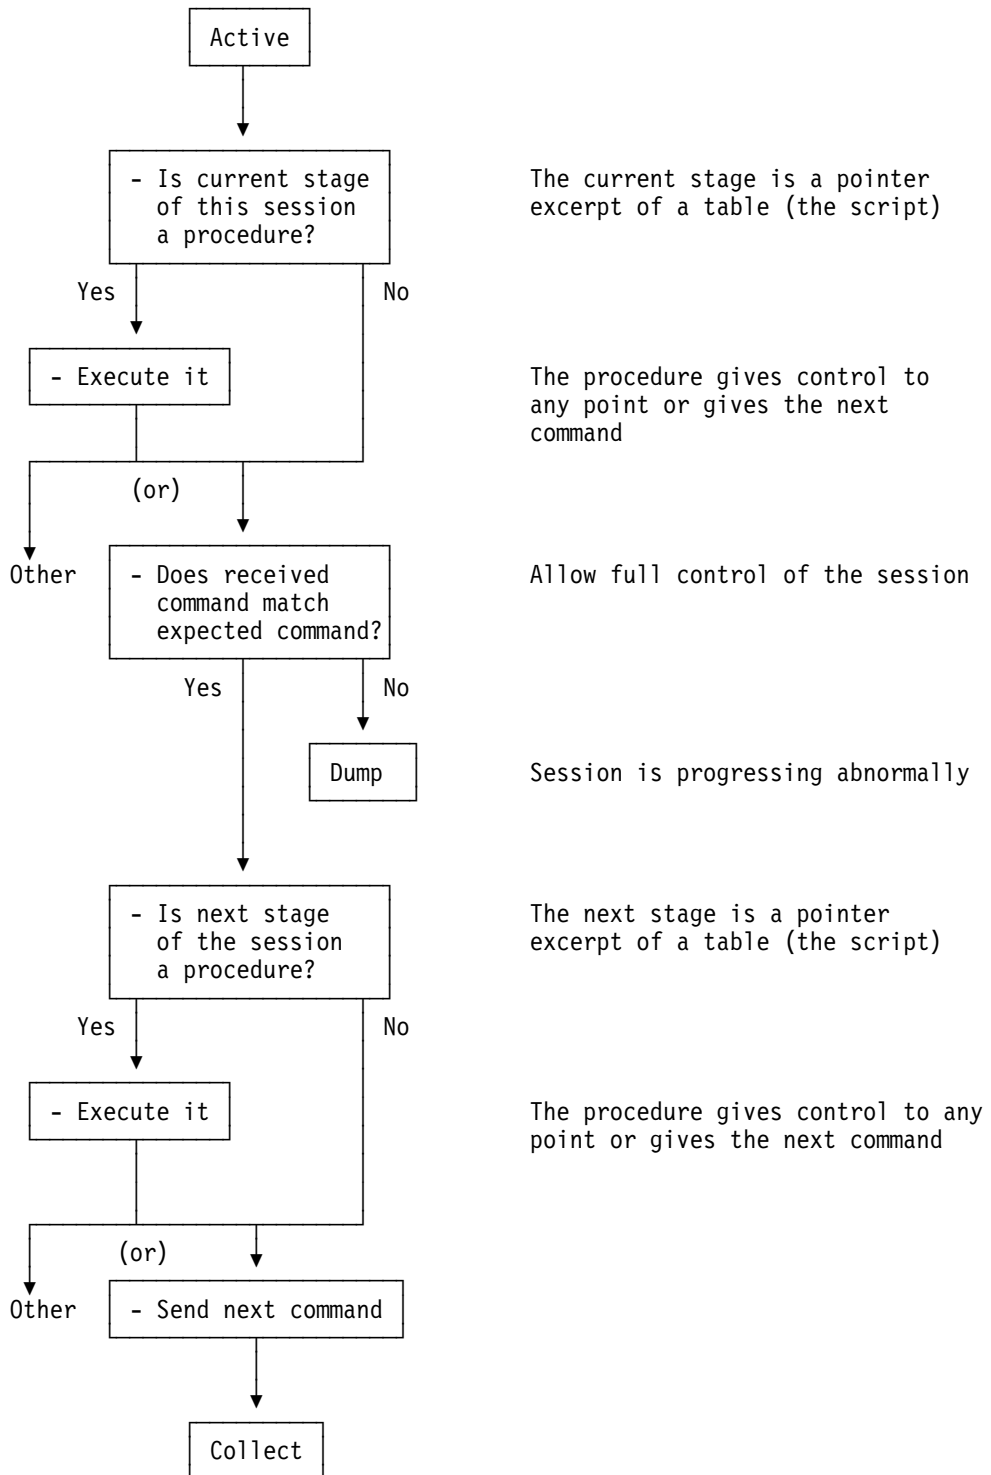 Active
- Is current stage
of this session
a procedure?
The current stage is a pointer
excerpt of a table (the script)
Yes
No
- Execute it
The procedure gives control to
any point or gives the next
command
(or)
Other
- Does received
command match
expected command?
Allow full control of the session
Yes
No
Dump
Session is progressing abnormally
- Is next stage
of the session
a procedure?
The next stage is a pointer
excerpt of a table (the script)
Yes
No
- Execute it
The procedure gives control to any
point or gives the next command
(or)
Other
- Send next command
Collect